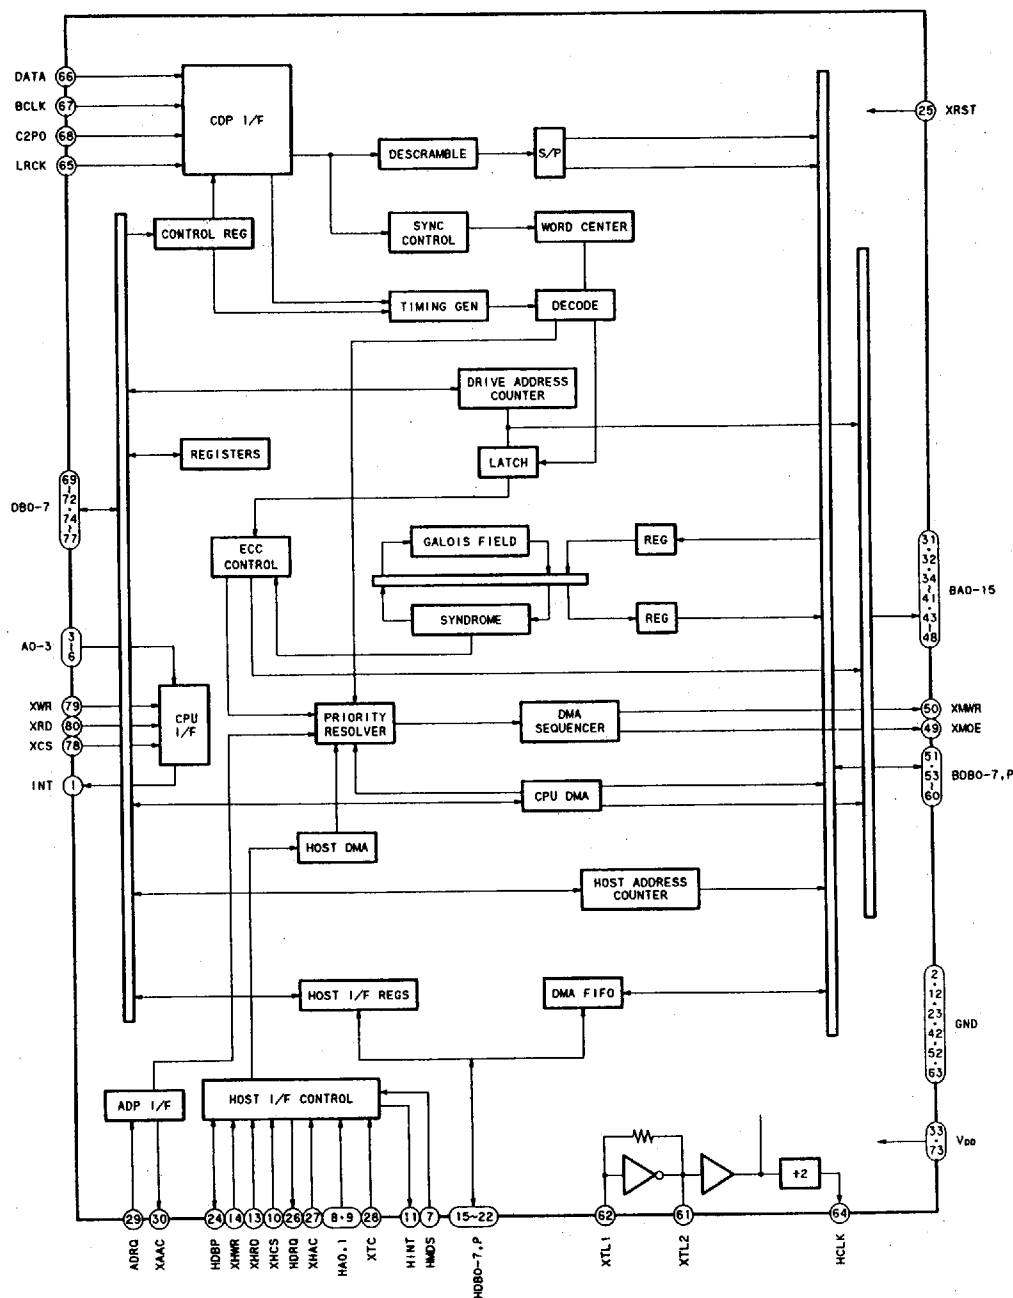 DATA 66
BCLK 67
C2PO 68
LRCK 65
CDP I/F
DESCRAMBLE
S/P
25 XRST
CONTROL REG
SYNC
CONTROL
WORD CENTER
TIMING GEN
DECODE
DRIVE ADDRESS
COUNTER
REGISTERS
LATCH
DB0-7
69
~
72
·
74
~
77
ECC
CONTROL
GALOIS FIELD
REG
SYNDROME
REG
31
·
32
·
34
~
41
·
43
~
48
BA0-15
A0-3
3
~
6
XWR 79
XRD 80
XCS 78
INT 1
CPU
I/F
PRIORITY
RESOLVER
DMA
SEQUENCER
50 XMWR
49 XMOE
51
·
53
~
60
BDB0-7,P
CPU DMA
HOST DMA
HOST ADDRESS
COUNTER
HOST I/F REGS
DMA FIFO
2
·
12
·
23
·
42
·
52
·
63
GND
ADP I/F
HOST I/F CONTROL
33
·
73
VDD
÷2
29 30 24 14 13 10 26 27 8·9 28 11 7 15~22 62 61 64
ADRQ
XAAC
HDBP
XHWR
XHRD
XHCS
HDRQ
XHAC
HA0,1
XTC
HINT
HMDS
HDB0-7,P
XTL1
XTL2
HCLK